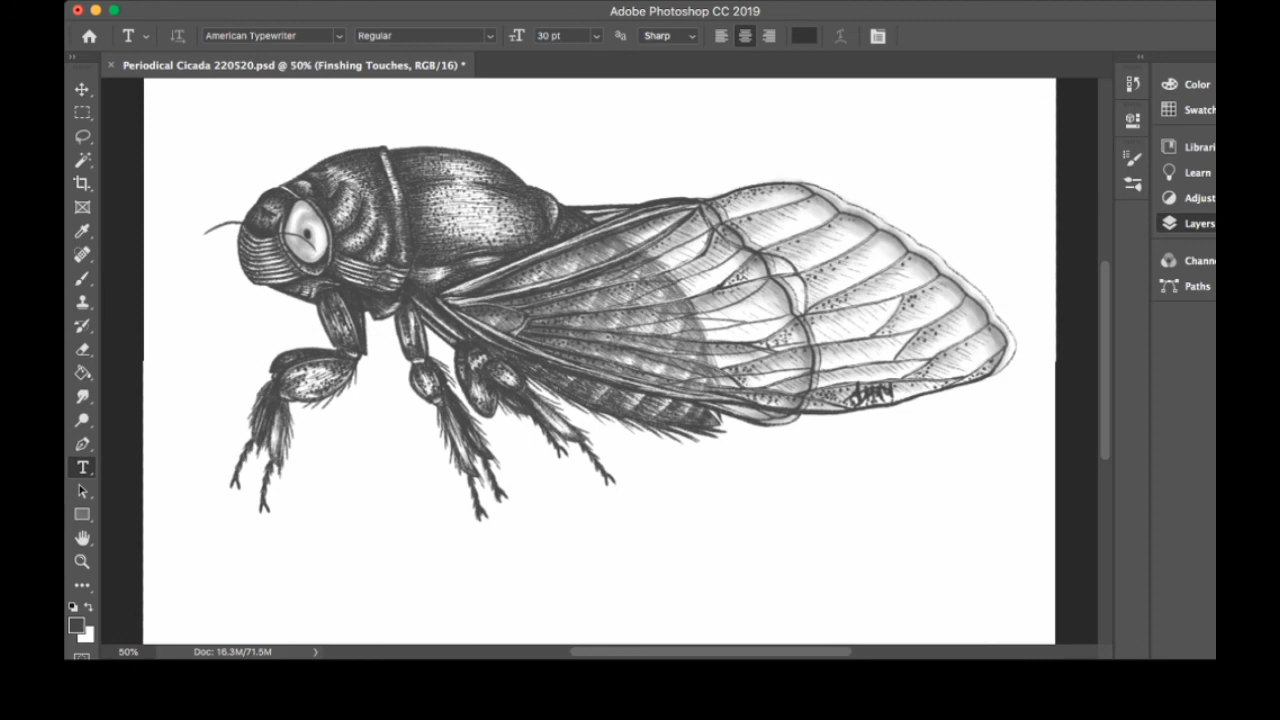 Adobe Photoshop CC 2019
T American Typewriter Regular 30 pt Sharp
× Periodical Cicada 220520.psd @ 50% (Finshing Touches, RGB/16) *
Color
Swatch
Librari
Learn
Adjust
Layers
Channe
Paths
50% Doc: 16.3M/71.5M